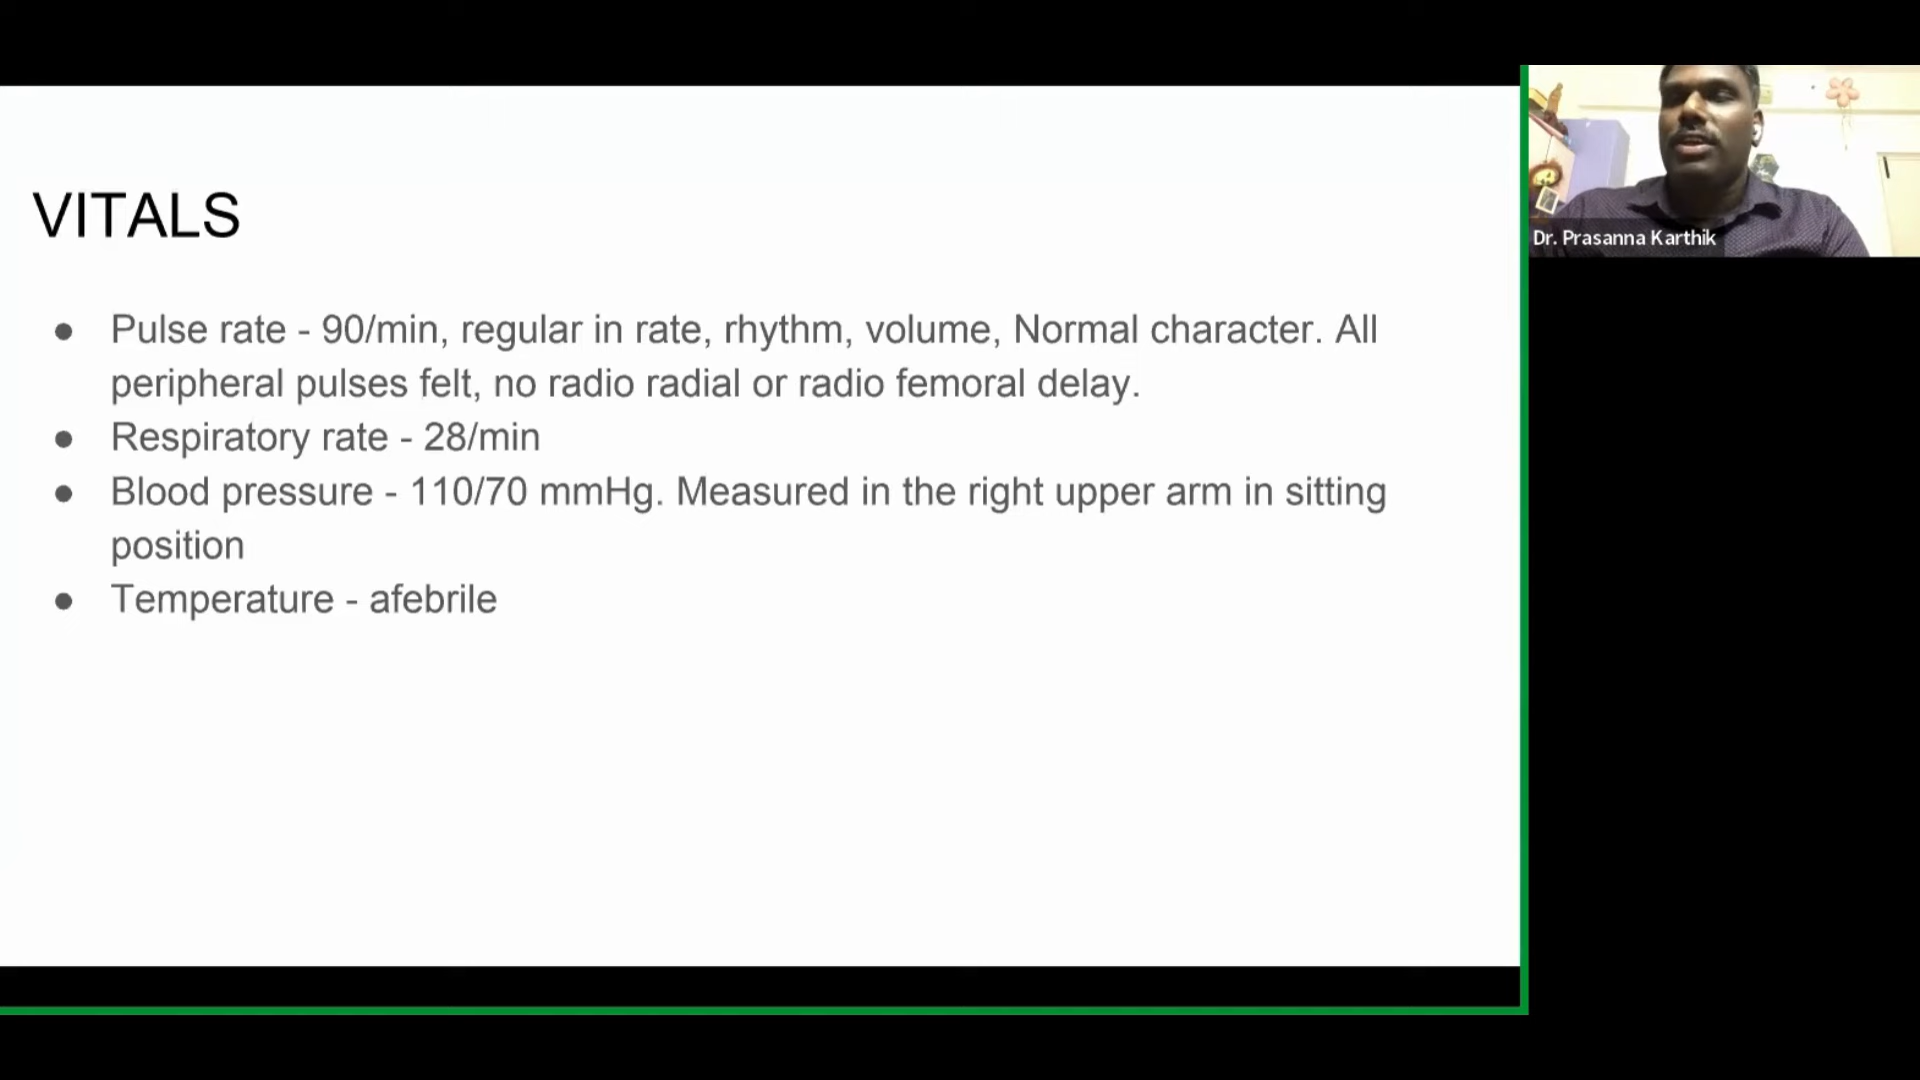 VITALS
● Pulse rate - 90/min, regular in rate, rhythm, volume, Normal character. All
peripheral pulses felt, no radio radial or radio femoral delay.
● Respiratory rate - 28/min
● Blood pressure - 110/70 mmHg. Measured in the right upper arm in sitting
position
● Temperature - afebrile
Dr. Prasanna Karthik